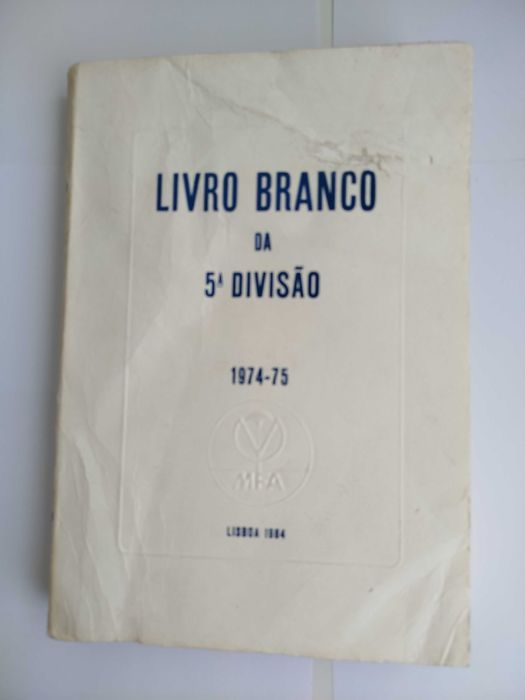 LIVRO BRANCO
DA
5ᴬ DIVISÃO
1974-75
MFA
LISBOA 1984